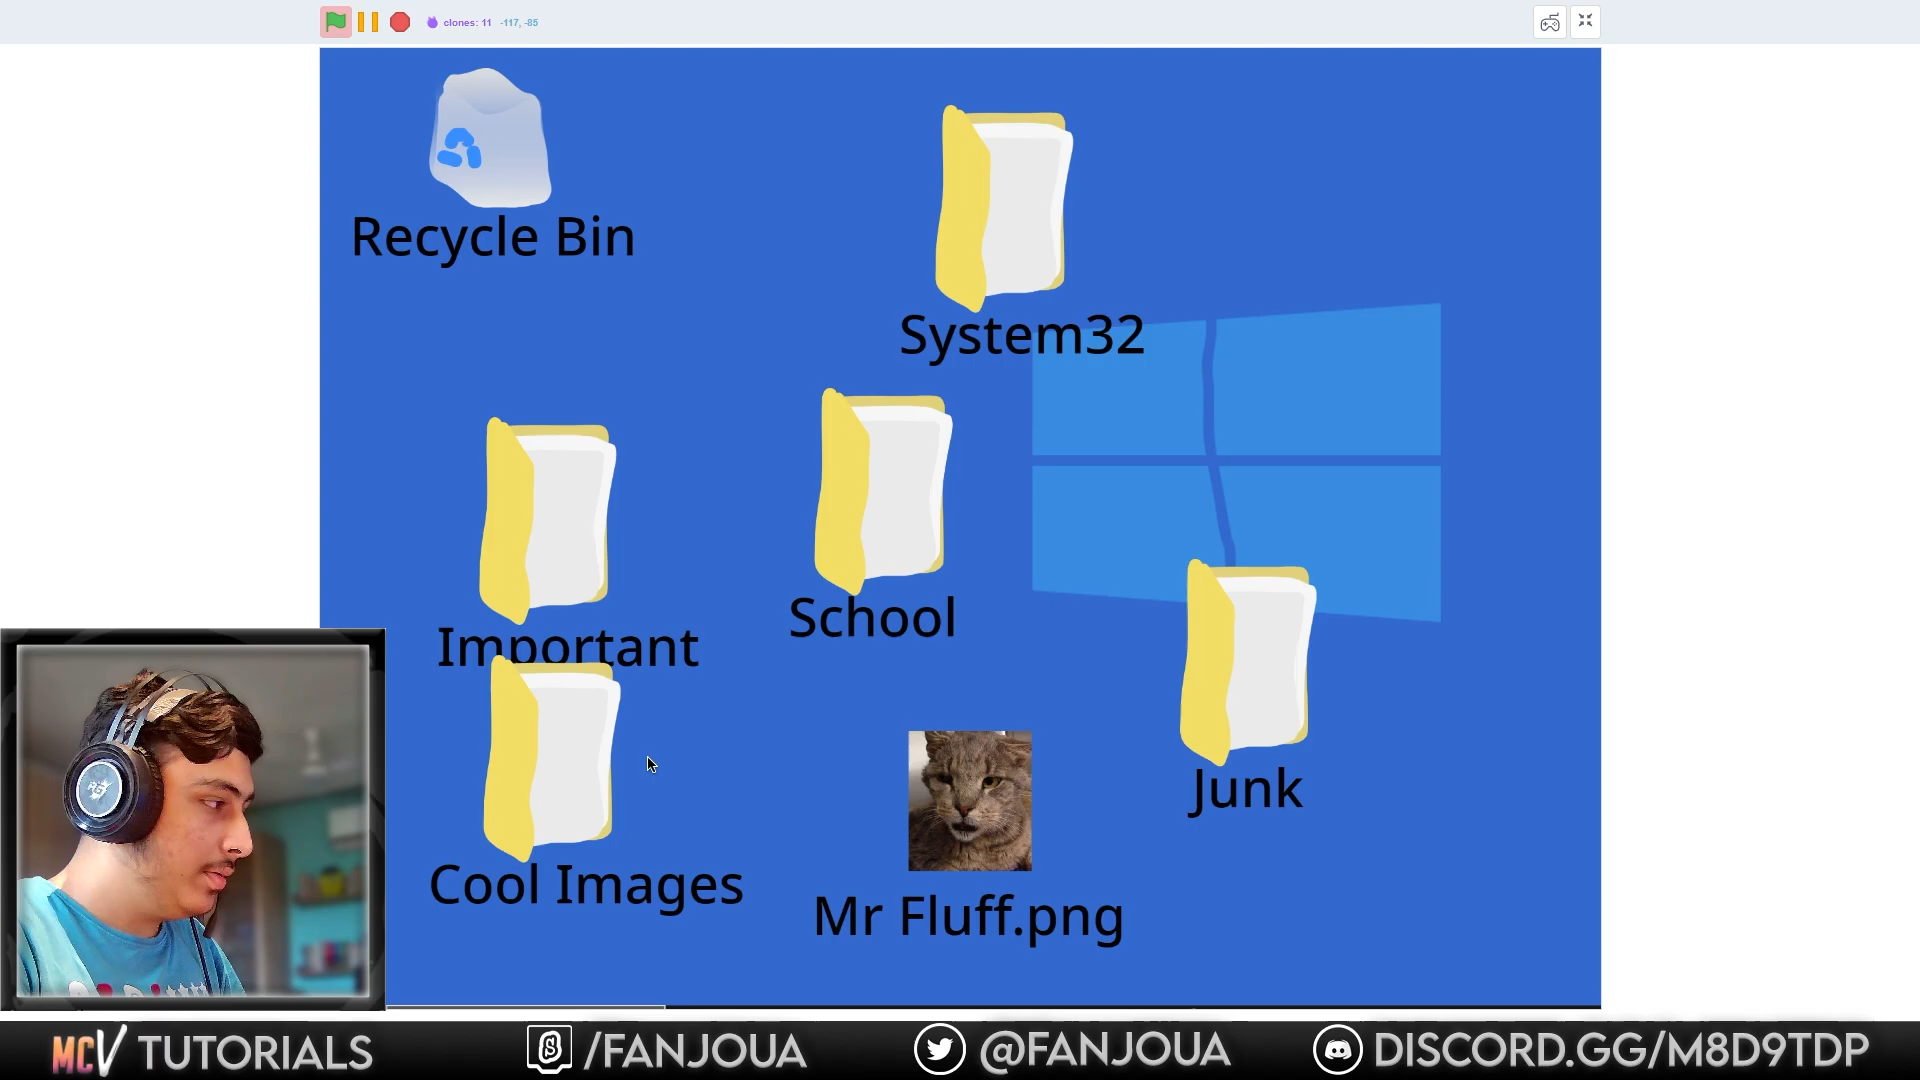 clones: 11 -117, -85
Recycle Bin
System32
Important
School
Cool Images
Mr Fluff.png
Junk
MCV TUTORIALS
/FANJOUA
@FANJOUA
DISCORD.GG/M8D9TDP